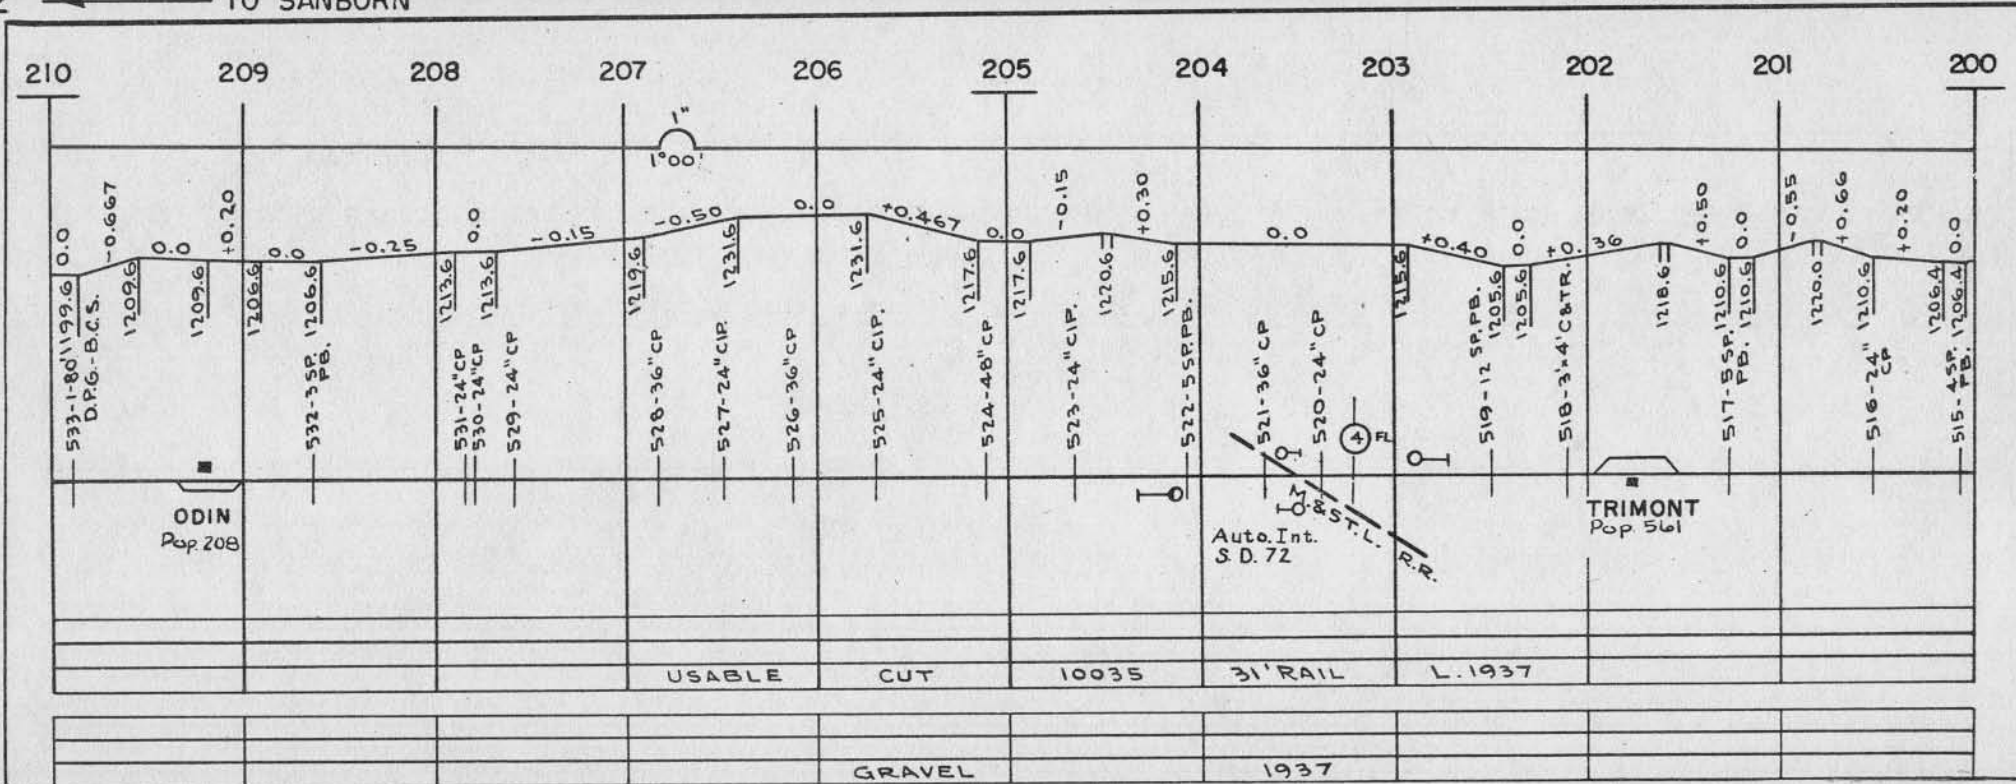 TO SANBORN
210 209 208 207 206 205 204 203 202 201 200
1"
1°00'
0.0 -0.667 0.0 +0.20 0.0 -0.25 0.0 -0.15 -0.50 0.0 +0.467 0.0 -0.15 +0.30 0.0 +0.40 0.0 +0.36 +0.50 0.0 -0.55 +0.66 +0.20 0.0
1199.6 1209.6 1209.6 1206.6 1206.6 1213.6 1213.6 1219.6 1231.6 1231.6 1217.6 1217.6 1220.6 1215.6 1215.6 1205.6 1205.6 1218.6 1210.6 1210.6 1220.0 1210.6 1206.4 1206.4
533-1-80'
D.P.G.-B.C.S.
532-3 SP.
PB.
531-24" CP
530-24" CP
529-24" CP
528-36" CP
527-24" CIP.
526-36" CP
525-24" CIP.
524-48" CP
523-24" CIP.
522-5 SP. PB.
521-36" CP
520-24" CP
519-12 SP. PB.
518-3'x4' C&TR.
517-5 SP.
PB.
516-24"
CP
515-4 SP.
PB.
4 FL
M. & ST. L. R.R.
Auto. Int.
S.D. 72
ODIN
Pop. 208
TRIMONT
Pop 561
USABLE CUT 10035 31' RAIL L. 1937
GRAVEL 1937